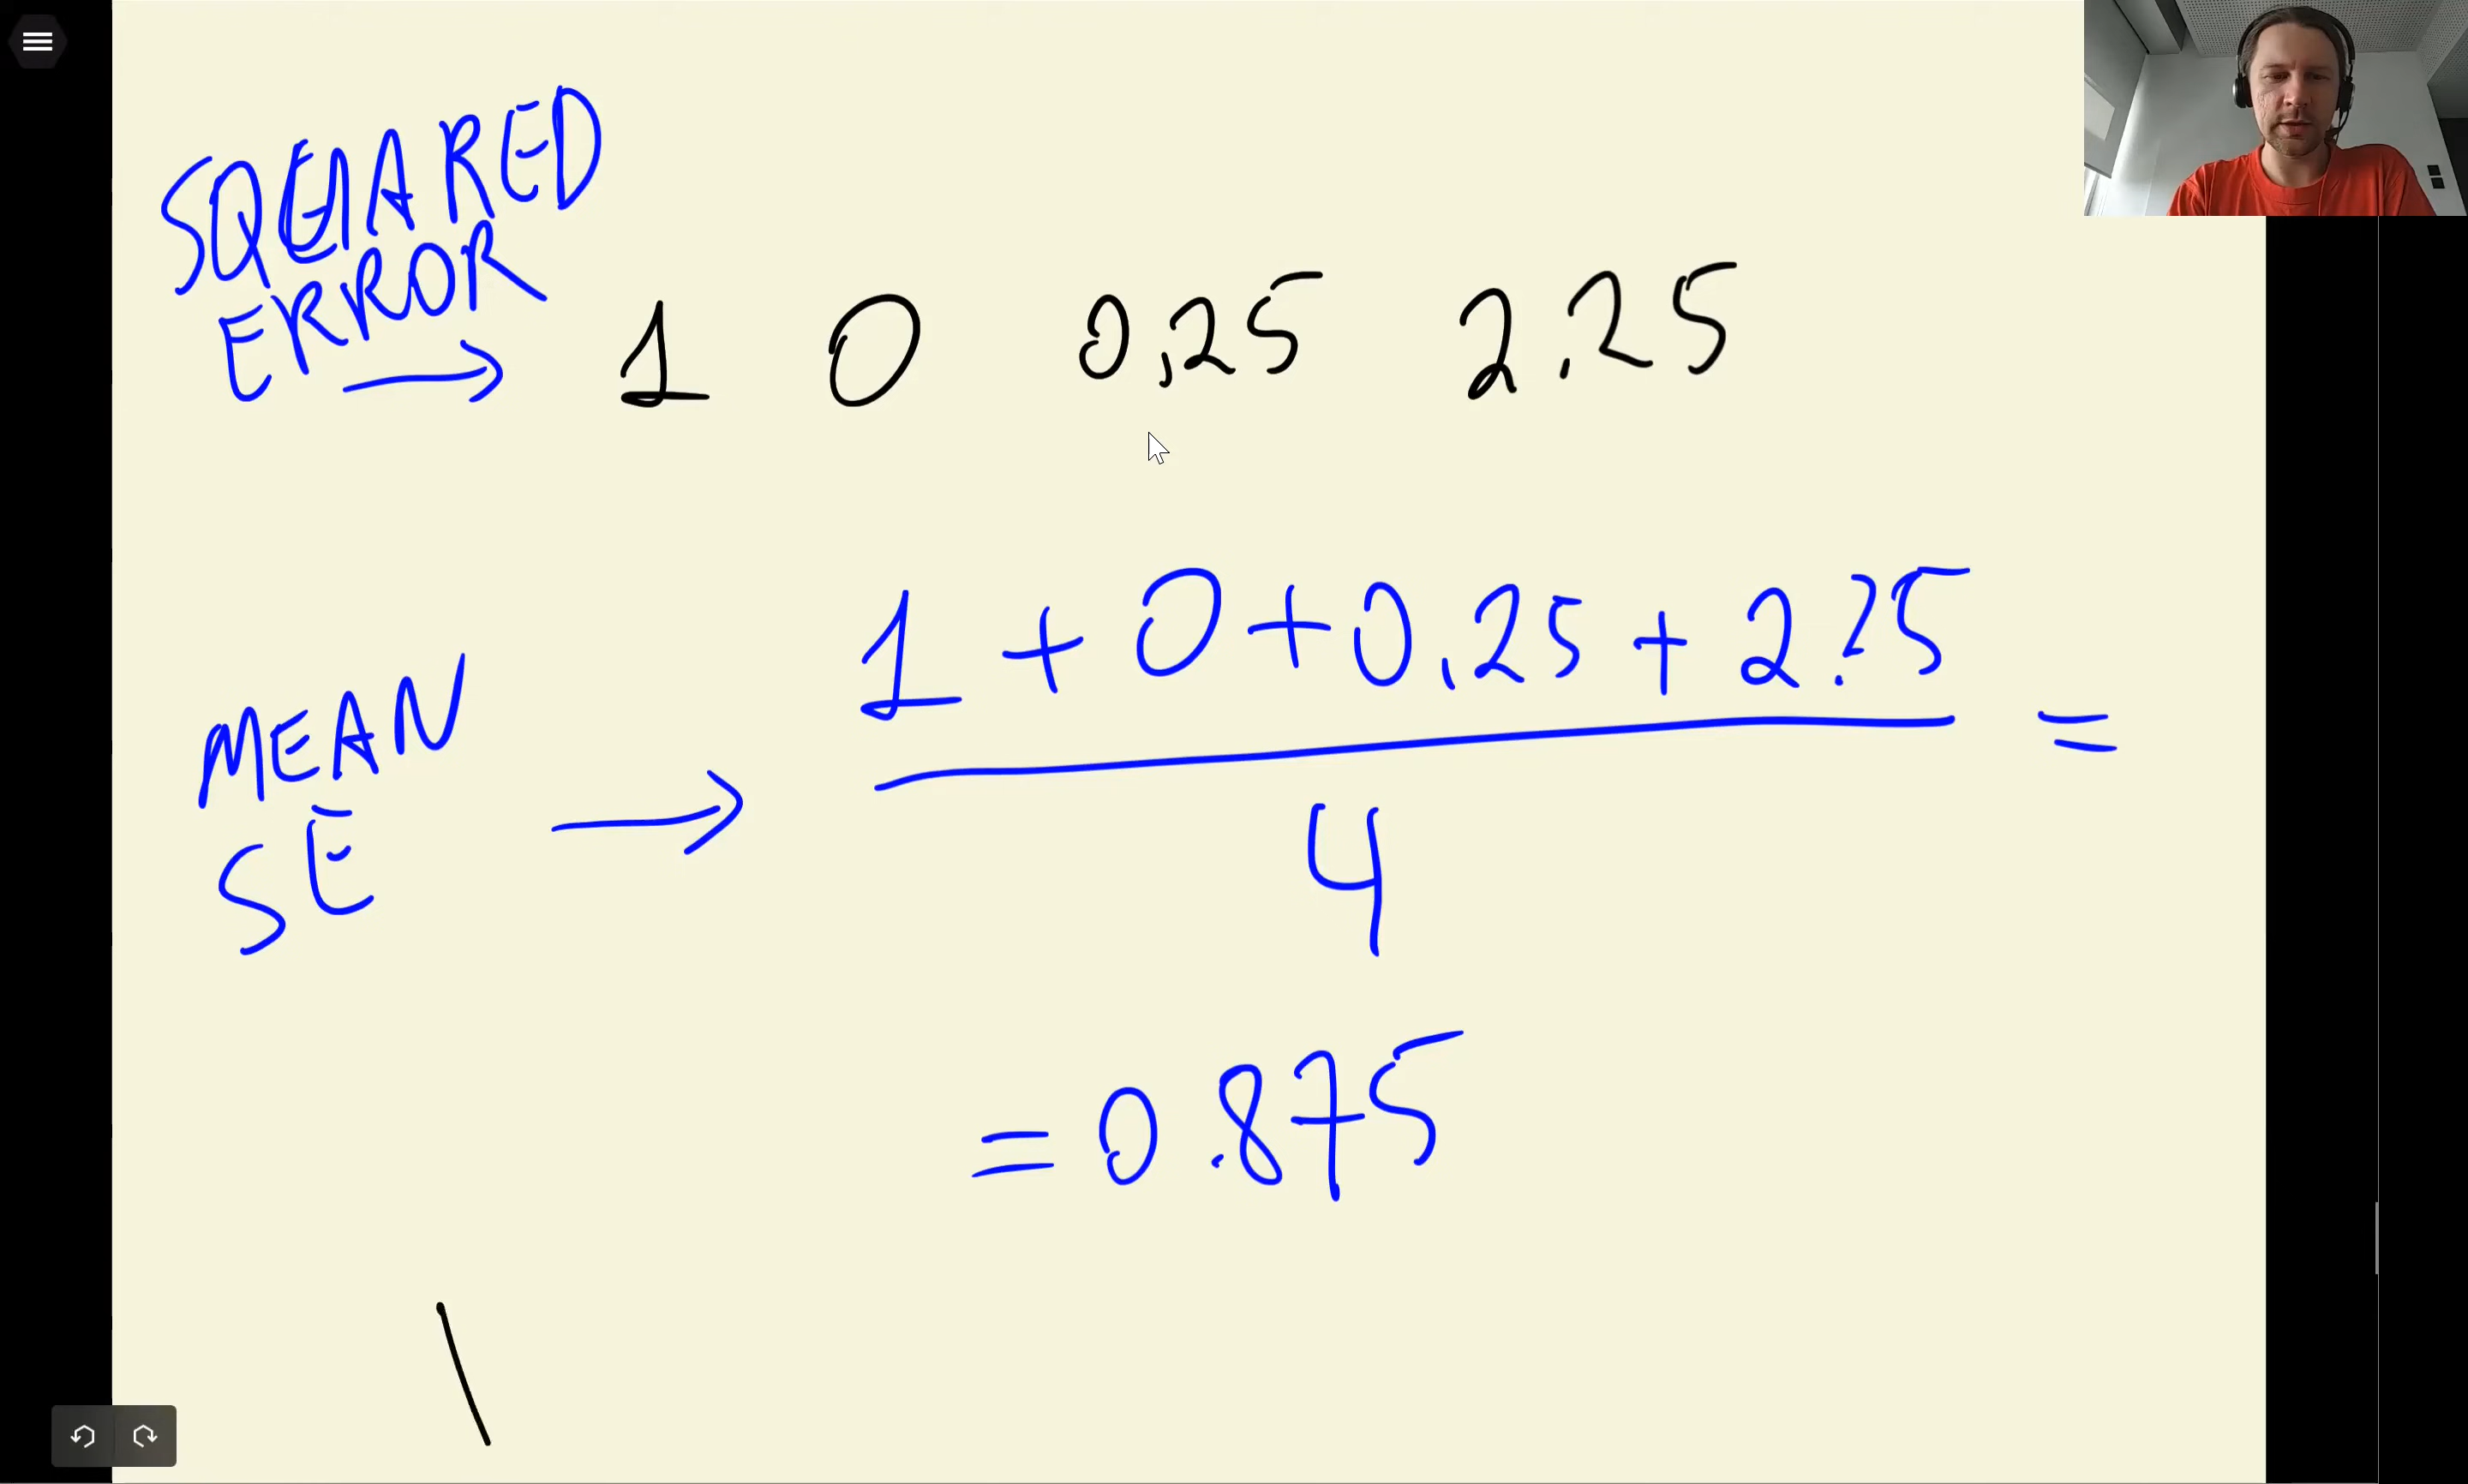 SQUARED
ERROR
1 0 0,25 2.25
MEAN
SE
1 + 0 + 0.25 + 2.25 =
4
= 0.875